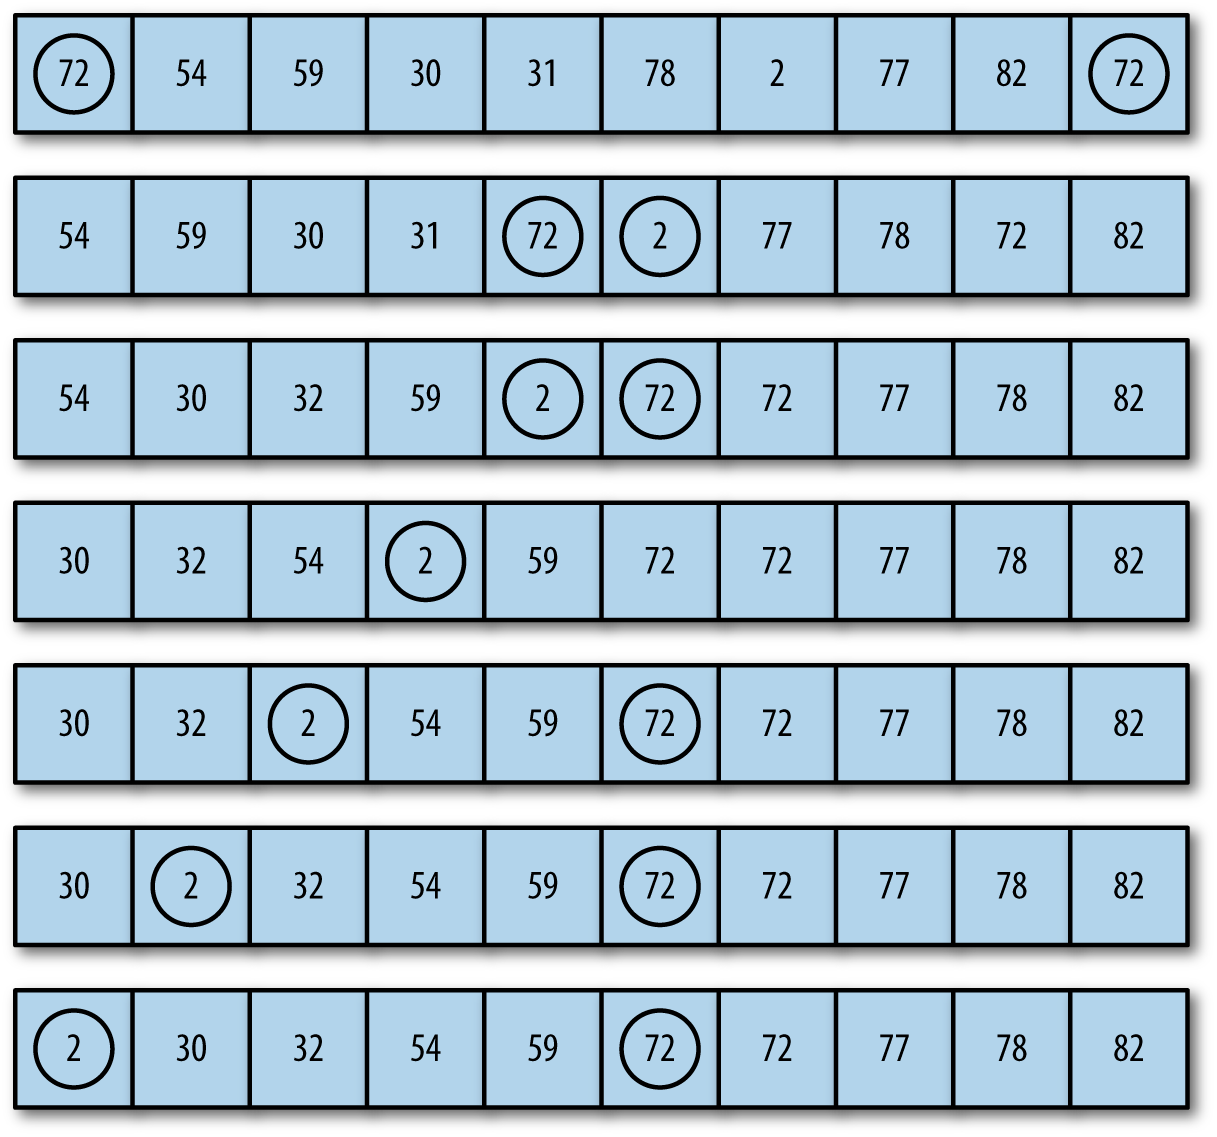 72 54 59 30 31 78 2 77 82 72
54 59 30 31 72 2 77 78 72 82
54 30 32 59 2 72 72 77 78 82
30 32 54 2 59 72 72 77 78 82
30 32 2 54 59 72 72 77 78 82
30 2 32 54 59 72 72 77 78 82
2 30 32 54 59 72 72 77 78 82